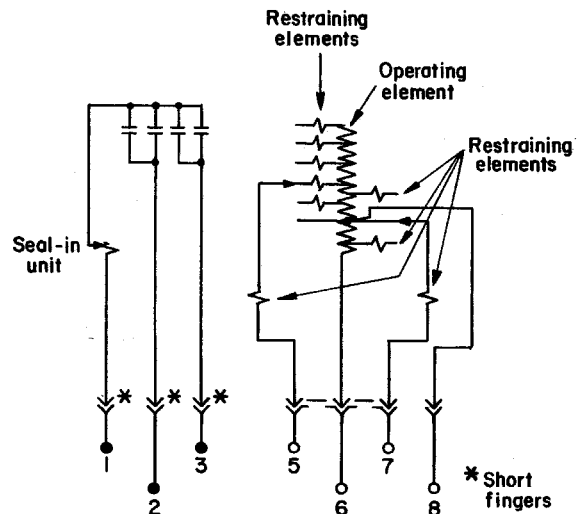 Restraining
elements
Operating
element
Restraining
elements
Seal-in
unit
*
*
*
1
3
5
7
2
6
8
* Short
fingers